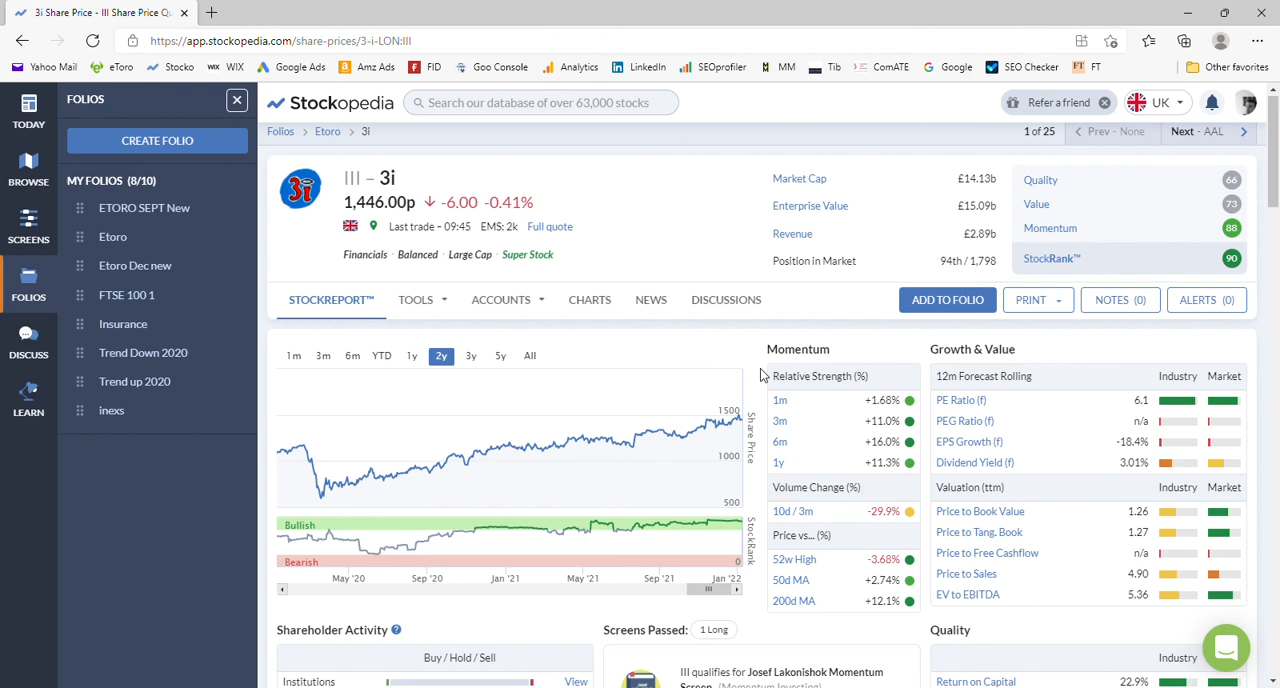 3i Share Price - III Share Price Qu
https://app.stockopedia.com/share-prices/3-i-LON:III
Yahoo Mail
eToro
Stocko
WIX WIX
Google Ads
a Amz Ads
F FID
Goo Console
Analytics
LinkedIn
SEOprofiler
MM
Tib
ComATE
Google
SEO Checker
FT FT
Other favorites
TODAY
BROWSE
SCREENS
FOLIOS
DISCUSS
LEARN
FOLIOS
CREATE FOLIO
MY FOLIOS (8/10)
ETORO SEPT New
Etoro
Etoro Dec new
FTSE 100 1
Insurance
Trend Down 2020
Trend up 2020
inexs
Stockopedia
Search our database of over 63,000 stocks
Refer a friend
UK
Folios > Etoro > 3i
1 of 25
Prev - None
Next - AAL
3i
III – 3i
1,446.00p -6.00 -0.41%
Last trade – 09:45 EMS: 2k Full quote
Financials · Balanced · Large Cap · Super Stock
Market Cap £14.13b
Enterprise Value £15.09b
Revenue £2.89b
Position in Market 94th / 1,798
Quality 66
Value 73
Momentum 88
StockRank™ 90
STOCKREPORT™
TOOLS
ACCOUNTS
CHARTS
NEWS
DISCUSSIONS
ADD TO FOLIO
PRINT
NOTES (0)
ALERTS (0)
1m 3m 6m YTD 1y 2y 3y 5y All
1500
1000
500
Share Price
Bullish
Bearish
0
StockRank
May '20 Sep '20 Jan '21 May '21 Sep '21 Jan '22
Momentum
Relative Strength (%)
1m +1.68%
3m +11.0%
6m +16.0%
1y +11.3%
Volume Change (%)
10d / 3m -29.9%
Price vs... (%)
52w High -3.68%
50d MA +2.74%
200d MA +12.1%
Growth & Value
12m Forecast Rolling Industry Market
PE Ratio (f) 6.1
PEG Ratio (f) n/a
EPS Growth (f) -18.4%
Dividend Yield (f) 3.01%
Valuation (ttm) Industry Market
Price to Book Value 1.26
Price to Tang. Book 1.27
Price to Free Cashflow n/a
Price to Sales 4.90
EV to EBITDA 5.36
Shareholder Activity
Buy / Hold / Sell
Institutions View
Screens Passed: 1 Long
III qualifies for Josef Lakonishok Momentum
Screen (Momentum Investing)
Quality
Industry Market
Return on Capital 22.9%